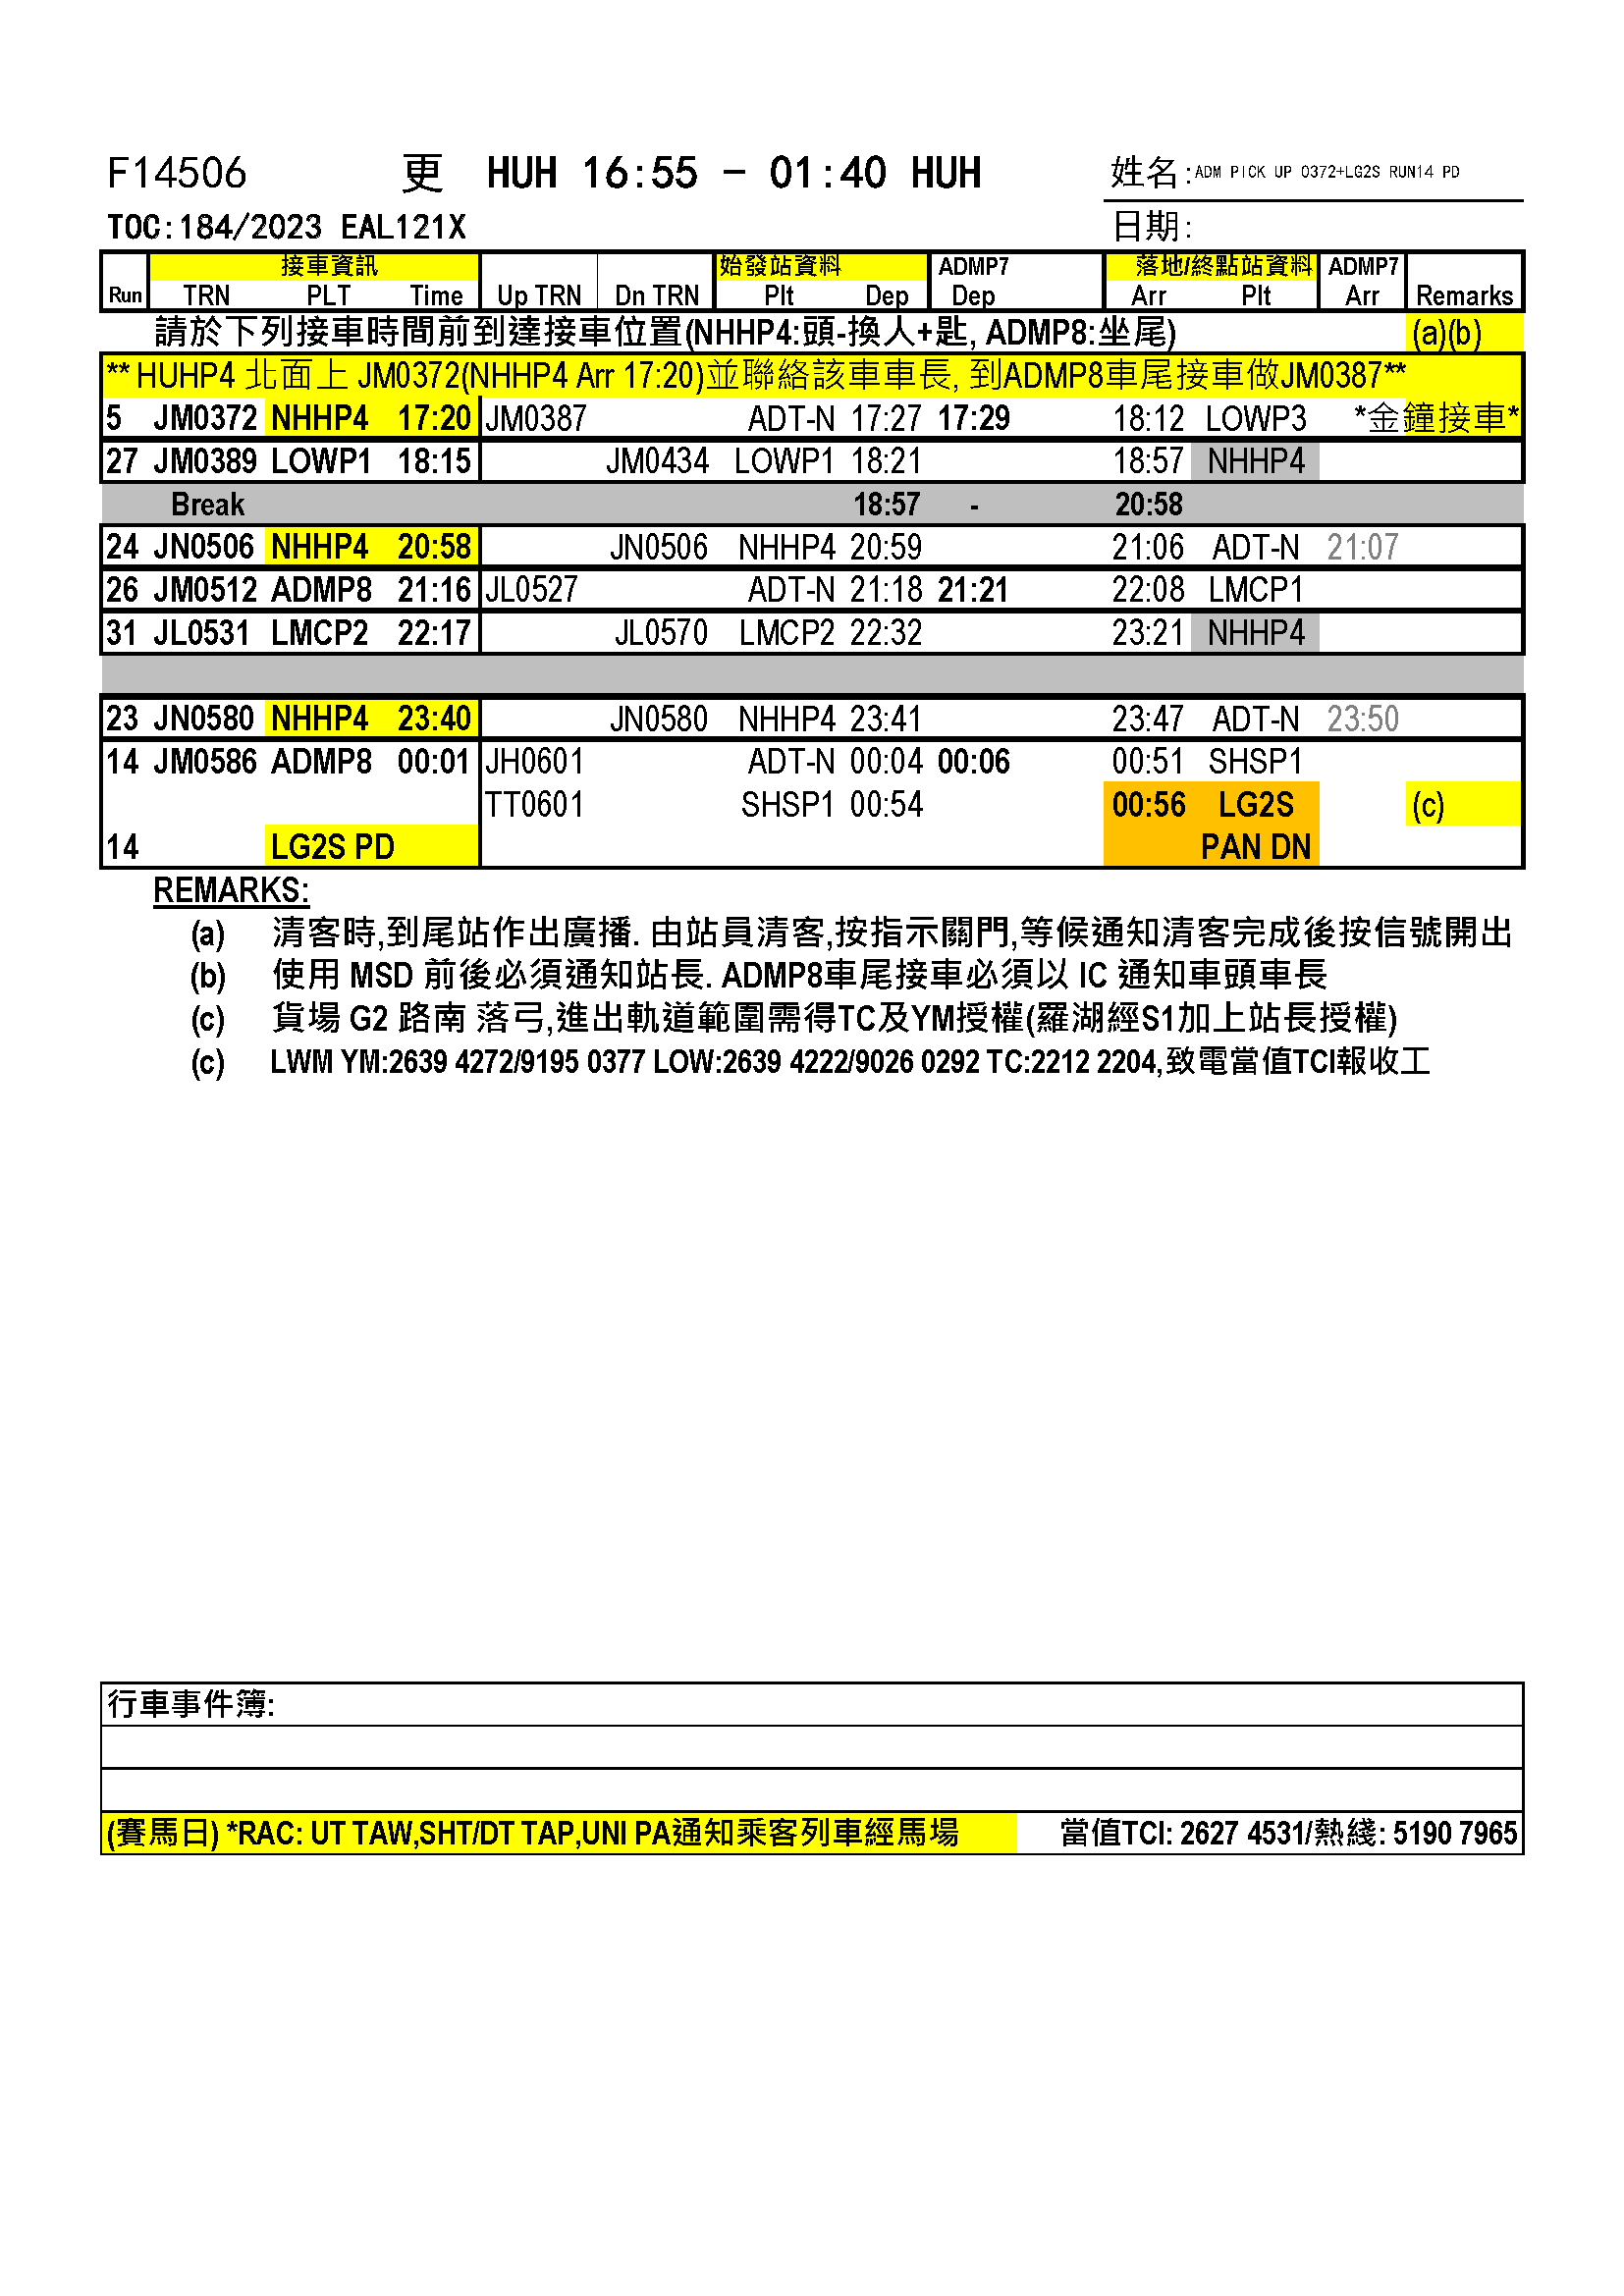 F14506 更 HUH 16:55 - 01:40 HUH 姓名:ADM PICK UP 0372+LG2S RUN14 PD
TOC:184/2023 EAL121X 日期:
接車資訊 始發站資料 ADMP7 落地/終點站資料 ADMP7
Run TRN PLT Time Up TRN Dn TRN Plt Dep Dep Arr Plt Arr Remarks
請於下列接車時間前到達接車位置(NHHP4:頭-換人+匙, ADMP8:坐尾) (a)(b)
** HUHP4 北面上 JM0372(NHHP4 Arr 17:20)並聯絡該車車長, 到ADMP8車尾接車做JM0387**
5 JM0372 NHHP4 17:20 JM0387 ADT-N 17:27 17:29 18:12 LOWP3 *金鐘接車*
27 JM0389 LOWP1 18:15 JM0434 LOWP1 18:21 18:57 NHHP4
Break 18:57 - 20:58
24 JN0506 NHHP4 20:58 JN0506 NHHP4 20:59 21:06 ADT-N 21:07
26 JM0512 ADMP8 21:16 JL0527 ADT-N 21:18 21:21 22:08 LMCP1
31 JL0531 LMCP2 22:17 JL0570 LMCP2 22:32 23:21 NHHP4
23 JN0580 NHHP4 23:40 JN0580 NHHP4 23:41 23:47 ADT-N 23:50
14 JM0586 ADMP8 00:01 JH0601 ADT-N 00:04 00:06 00:51 SHSP1
TT0601 SHSP1 00:54 00:56 LG2S (c)
14 LG2S PD PAN DN
REMARKS:
(a) 清客時,到尾站作出廣播. 由站員清客,按指示關門,等候通知清客完成後按信號開出
(b) 使用 MSD 前後必須通知站長. ADMP8車尾接車必須以 IC 通知車頭車長
(c) 貨場 G2 路南 落弓,進出軌道範圍需得TC及YM授權(羅湖經S1加上站長授權)
(c) LWM YM:2639 4272/9195 0377 LOW:2639 4222/9026 0292 TC:2212 2204,致電當值TCI報收工
行車事件簿:
(賽馬日) *RAC: UT TAW,SHT/DT TAP,UNI PA通知乘客列車經馬場 當值TCI: 2627 4531/熱綫: 5190 7965